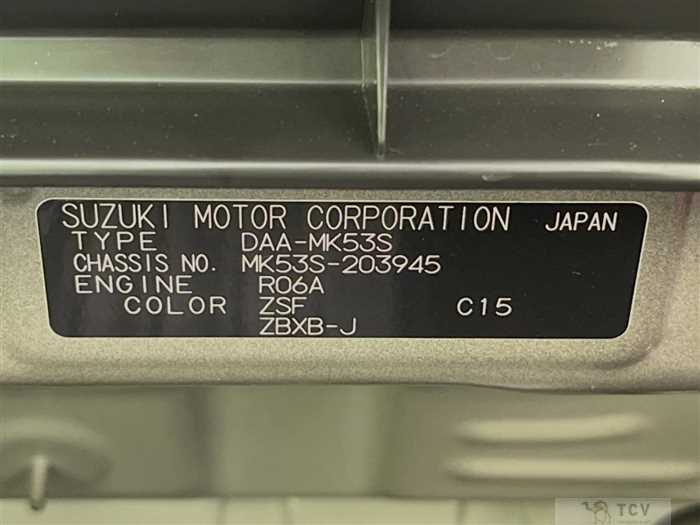 SUZUKI MOTOR CORPORATION JAPAN
TYPE DAA-MK53S
CHASSIS NO. MK53S-203945
ENGINE R06A
COLOR ZSF C15
ZBXB-J
TCV